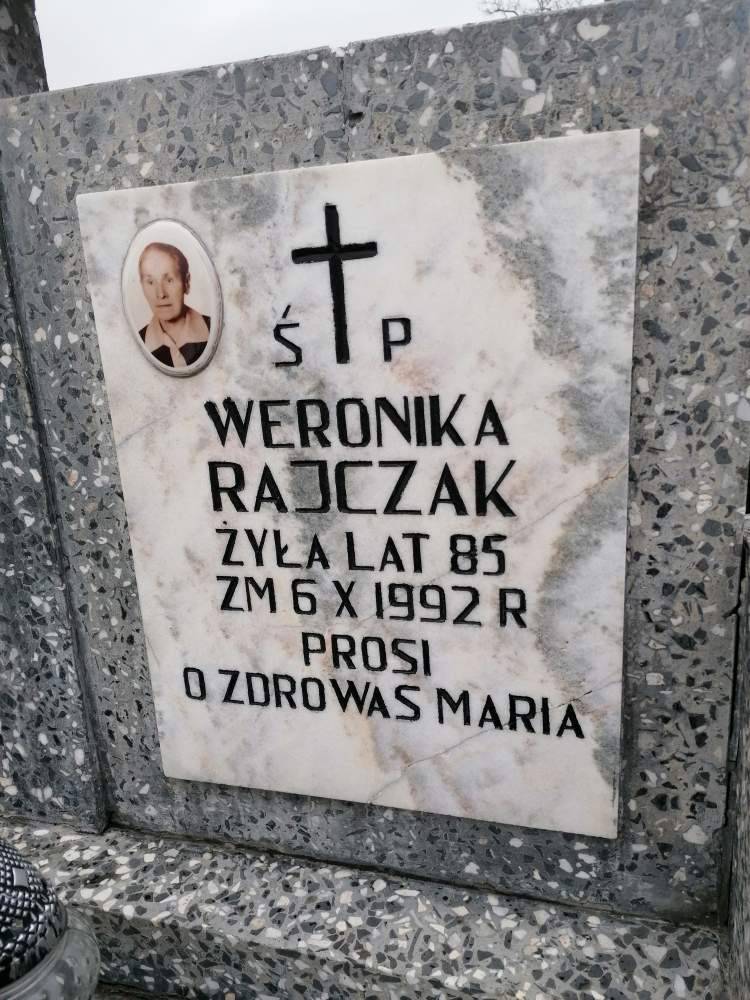 Ś P
WERONIKA
RAJCZAK
ŻYŁA LAT 85
ZM 6 X 1992 R
PROSI
O ZDROWAS MARIA